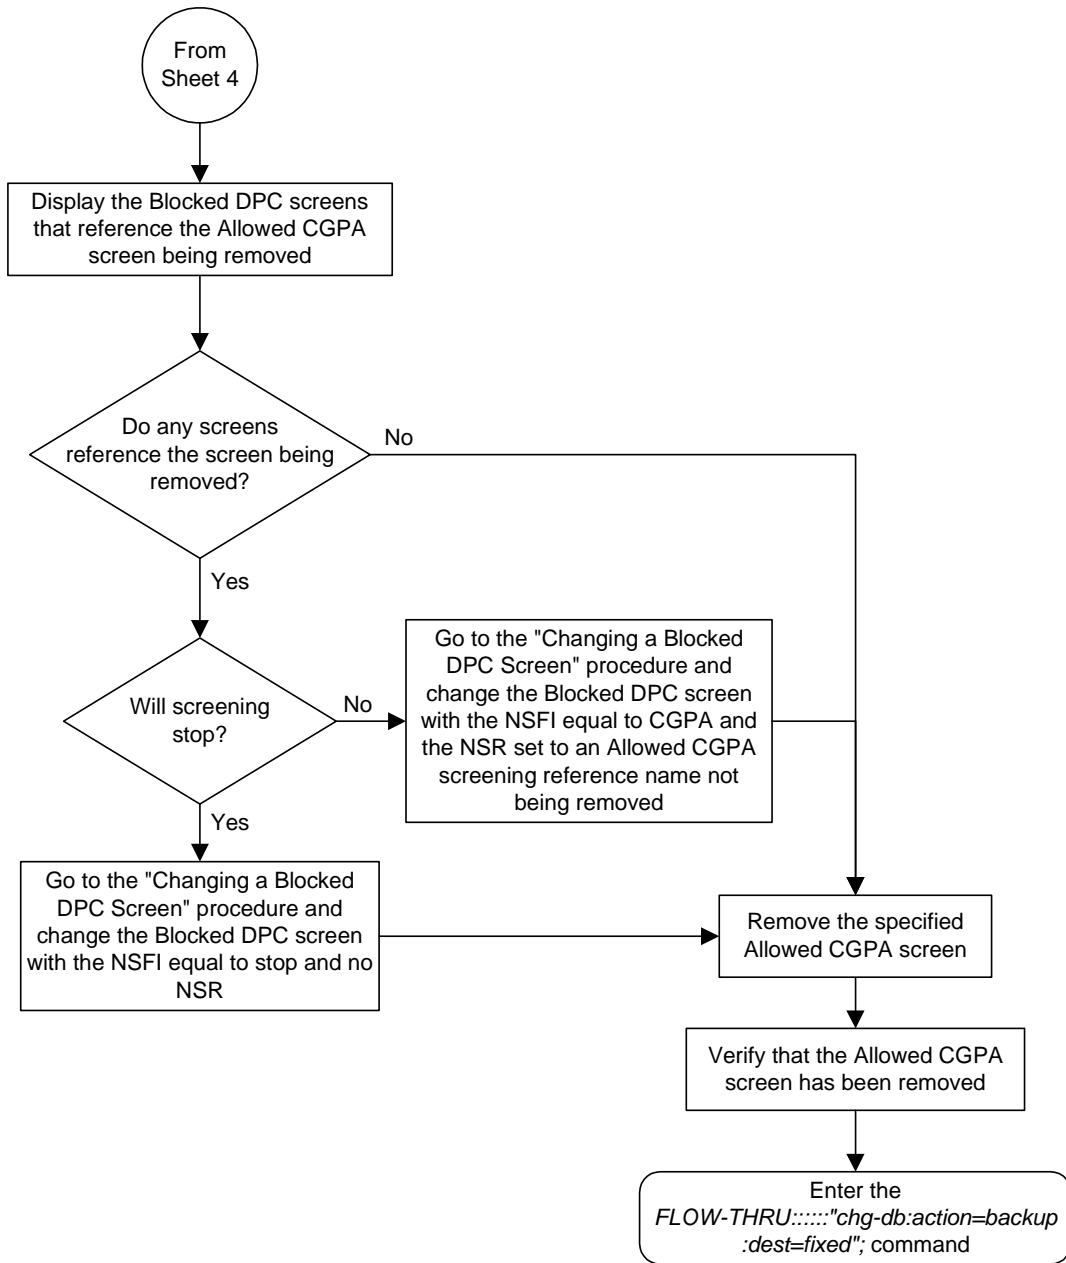 From
Sheet 4
Display the Blocked DPC screens
that reference the Allowed CGPA
screen being removed
Do any screens
reference the screen being
removed?
No
Yes
Will screening
stop?
No
Go to the "Changing a Blocked
DPC Screen" procedure and
change the Blocked DPC screen
with the NSFI equal to CGPA and
the NSR set to an Allowed CGPA
screening reference name not
being removed
Yes
Go to the "Changing a Blocked
DPC Screen" procedure and
change the Blocked DPC screen
with the NSFI equal to stop and no
NSR
Remove the specified
Allowed CGPA screen
Verify that the Allowed CGPA
screen has been removed
Enter the
FLOW-THRU::::::"chg-db:action=backup
:dest=fixed"; command